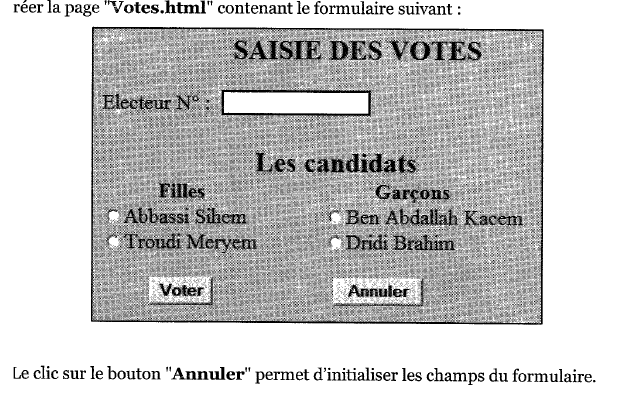 réer la page "Votes.html" contenant le formulaire suivant :
SAISIE DES VOTES
Electeur N° :
Les candidats
Filles Garçons
Abbassi Sihem Ben Abdallah Kacem
Troudi Meryem Dridi Brahim
Voter Annuler
Le clic sur le bouton "Annuler" permet d'initialiser les champs du formulaire.